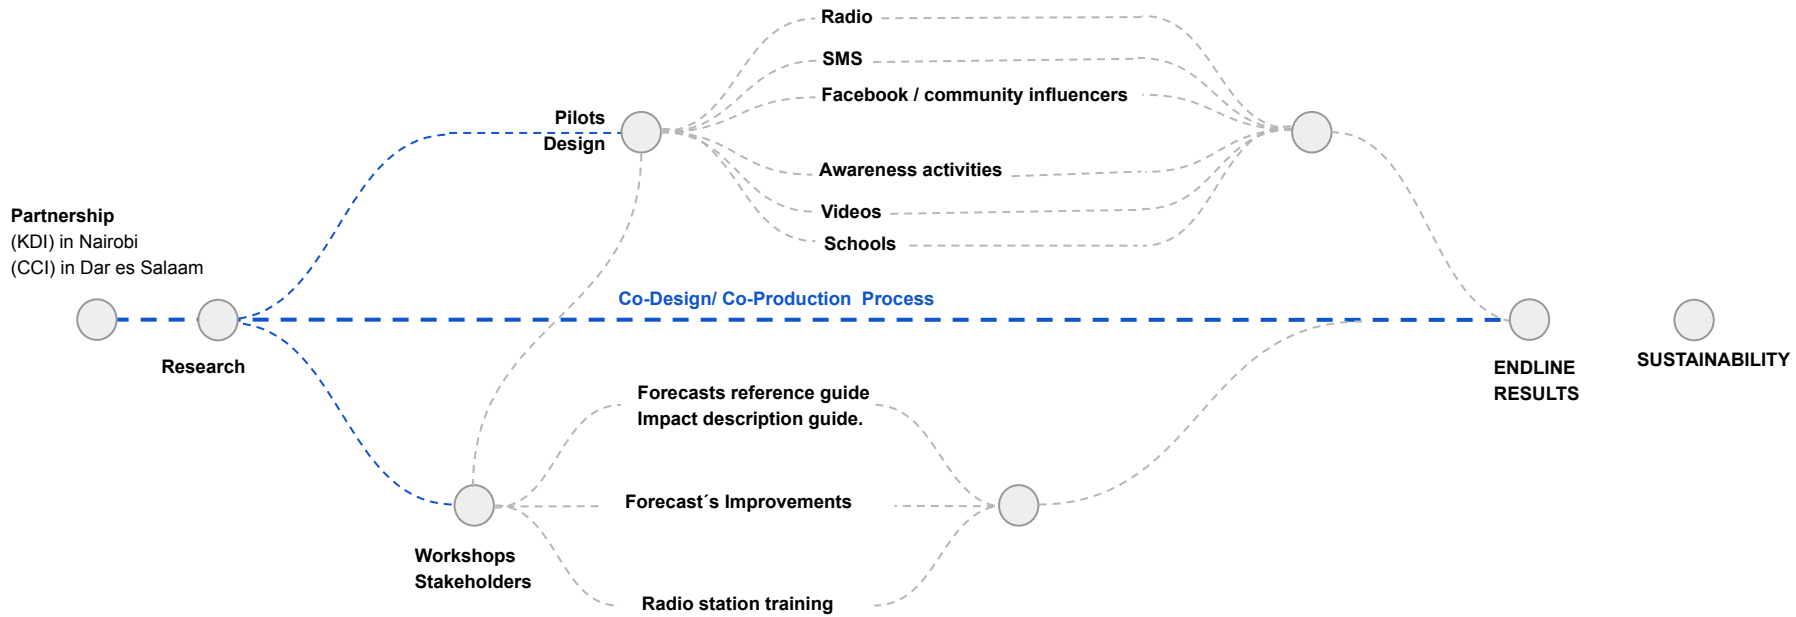 Radio
SMS
Facebook / community influencers
Pilots
Design
Awareness activities
Videos
Schools
Partnership
(KDI) in Nairobi
(CCI) in Dar es Salaam
Co-Design/ Co-Production  Process
Research
ENDLINE
RESULTS
SUSTAINABILITY
Forecasts reference guide
Impact description guide.
Forecast´s Improvements
Workshops
Stakeholders
Radio station training